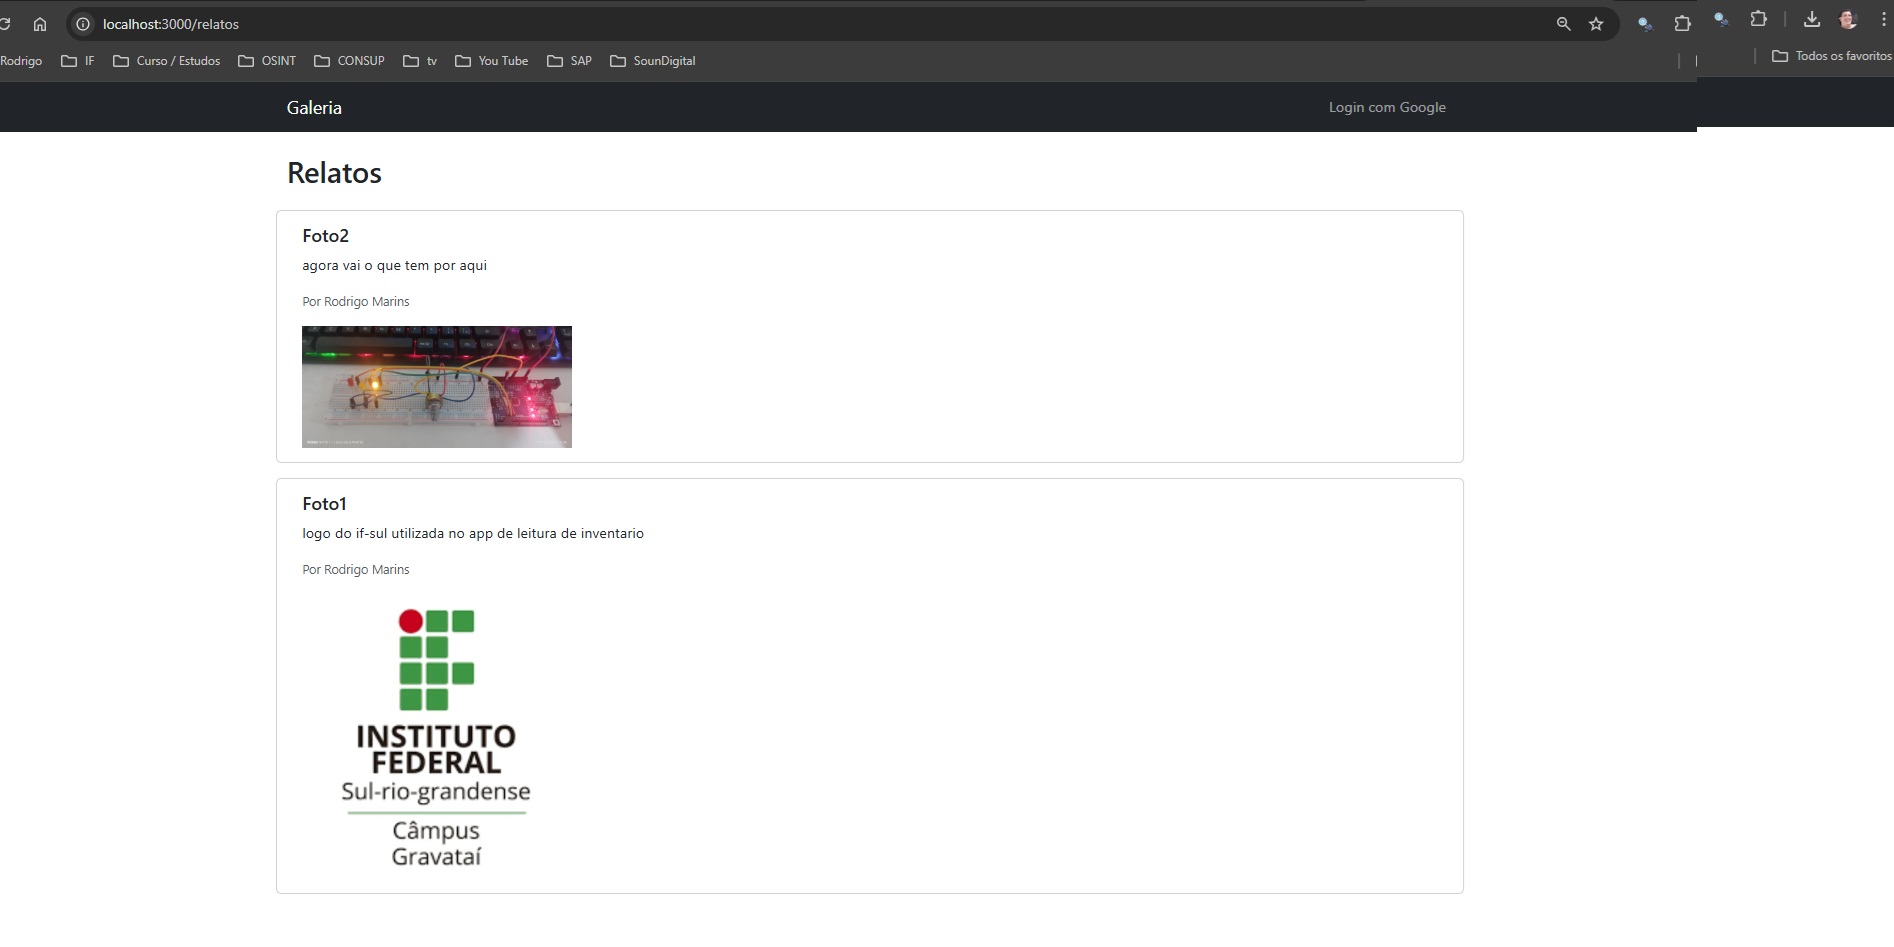 localhost:3000/relatos
Rodrigo IF Curso / Estudos OSINT CONSUP tv You Tube SAP SounDigital Todos os favoritos
Galeria Login com Google
Relatos
Foto2
agora vai o que tem por aqui
Por Rodrigo Marins
Foto1
logo do if-sul utilizada no app de leitura de inventario
Por Rodrigo Marins
INSTITUTO
FEDERAL
Sul-rio-grandense
Câmpus
Gravataí